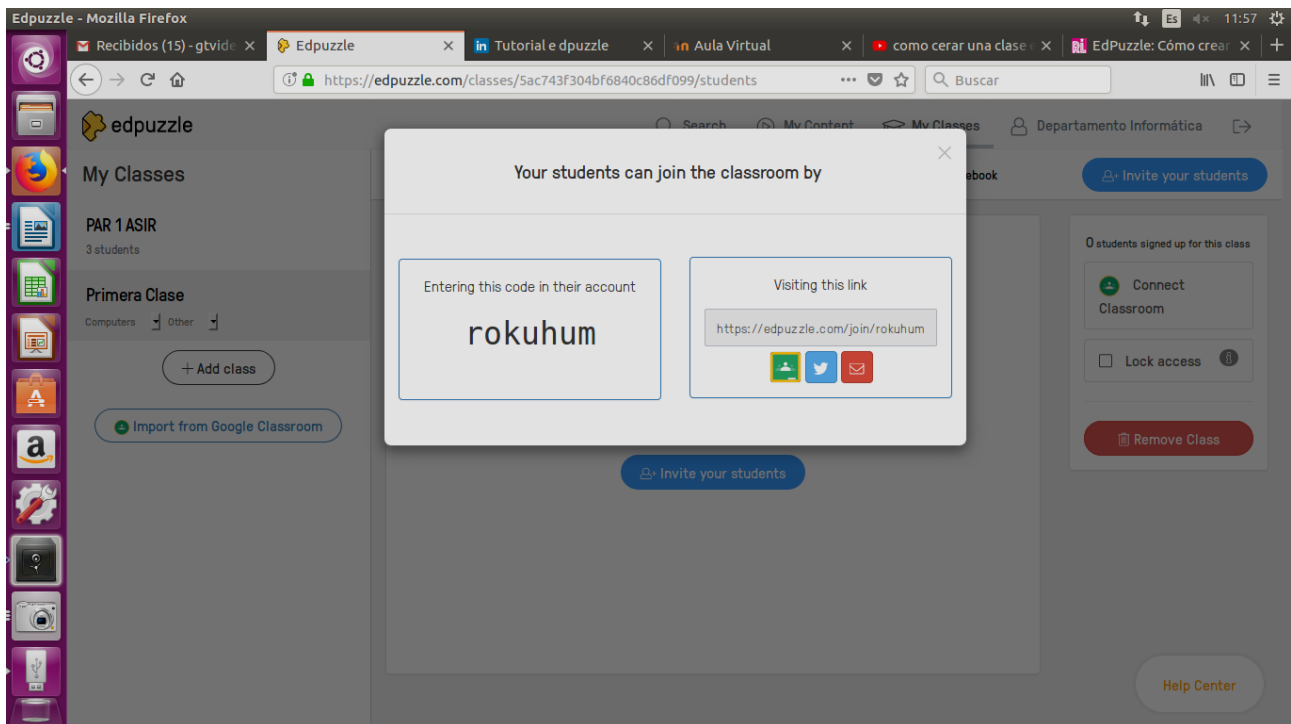 Edpuzzle - Mozilla Firefox
Es
11:57
Recibidos (15) - gtvide
Edpuzzle
Tutorial e dpuzzle
Aula Virtual
como cerar una clase
EdPuzzle: Cómo crear
https://edpuzzle.com/classes/5ac743f304bf6840c86df099/students
Buscar
edpuzzle
Search
My Content
My Classes
Departamento Informática
My Classes
ebook
Invite your students
PAR 1 ASIR
3 students
Primera Clase
Computers
Other
+ Add class
Import from Google Classroom
Your students can join the classroom by
Entering this code in their account
rokuhum
Visiting this link
https://edpuzzle.com/join/rokuhum
Invite your students
0 students signed up for this class
Connect
Classroom
Lock access
Remove Class
Help Center